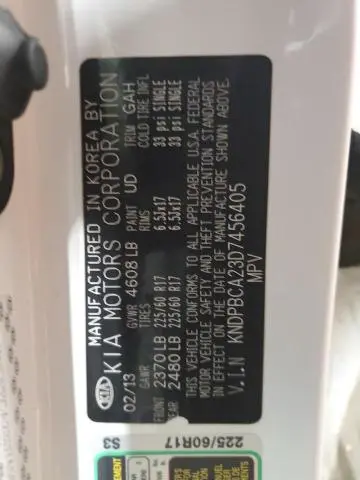 MANUFACTURED IN KOREA BY
KIA KIA MOTORS CORPORATION
02/13 GVWR 4608 LB PAINT UD TRIM GAH
GAWR TIRES RIMS COLD TIRE INFL
FRONT 2370 LB 225/60 R17 6.5Jx17 33 psi SINGLE
REAR 2480 LB 225/60 R17 6.5Jx17 33 psi SINGLE
THIS VEHICLE CONFORMS TO ALL APPLICABLE U.S.A. FEDERAL
MOTOR VEHICLE SAFETY AND THEFT PREVENTION STANDARDS
IN EFFECT ON THE DATE OF MANUFACTURE SHOWN ABOVE.
V.I.N KNDPBCA23D7456405
MPV
225/60R17 S3